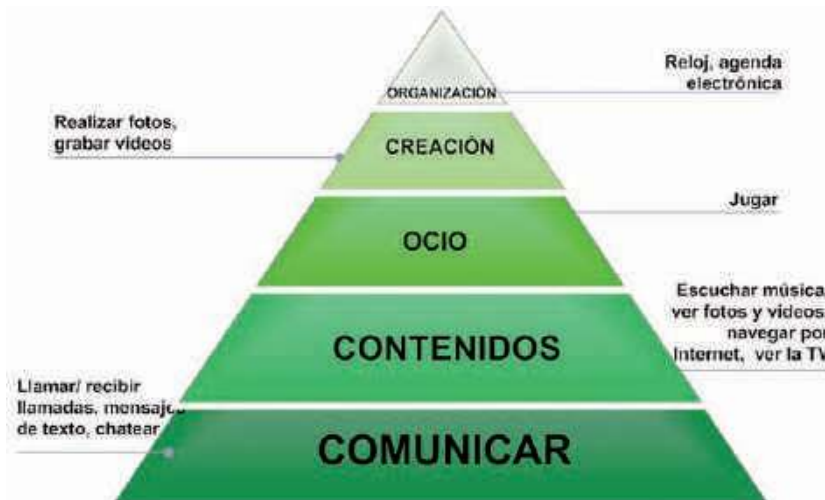 Reloj, agenda
electrónica
ORGANIZACIÓN
Realizar fotos,
grabar videos
CREACIÓN
Jugar
OCIO
Escuchar música,
ver fotos y videos,
navegar por
Internet, ver la TV
CONTENIDOS
Llamar/ recibir
llamadas, mensajes
de texto, chatear
COMUNICAR